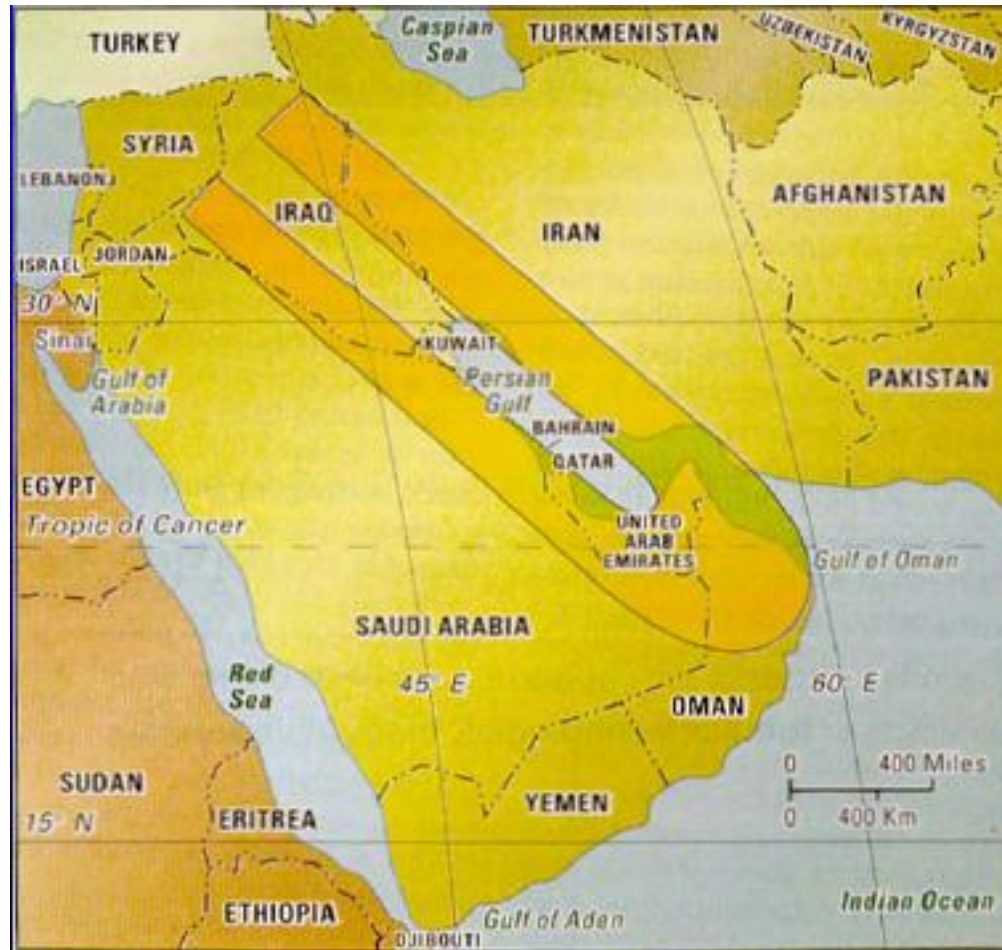 TURKEY
Caspian
Sea
TURKMENISTAN
UZBEKISTAN
KYRGYZSTAN
SYRIA
LEBANON
IRAQ
IRAN
AFGHANISTAN
ISRAEL
JORDAN
30° N
Sinai
KUWAIT
Gulf of
Arabia
Persian
Gulf
PAKISTAN
BAHRAIN
QATAR
EGYPT
Tropic of Cancer
UNITED
ARAB
EMIRATES
Gulf of Oman
SAUDI ARABIA
Red
Sea
45° E
60° E
OMAN
SUDAN
0 400 Miles
0 400 Km
YEMEN
15° N
ERITREA
ETHIOPIA
Gulf of Aden
Indian Ocean
DJIBOUTI